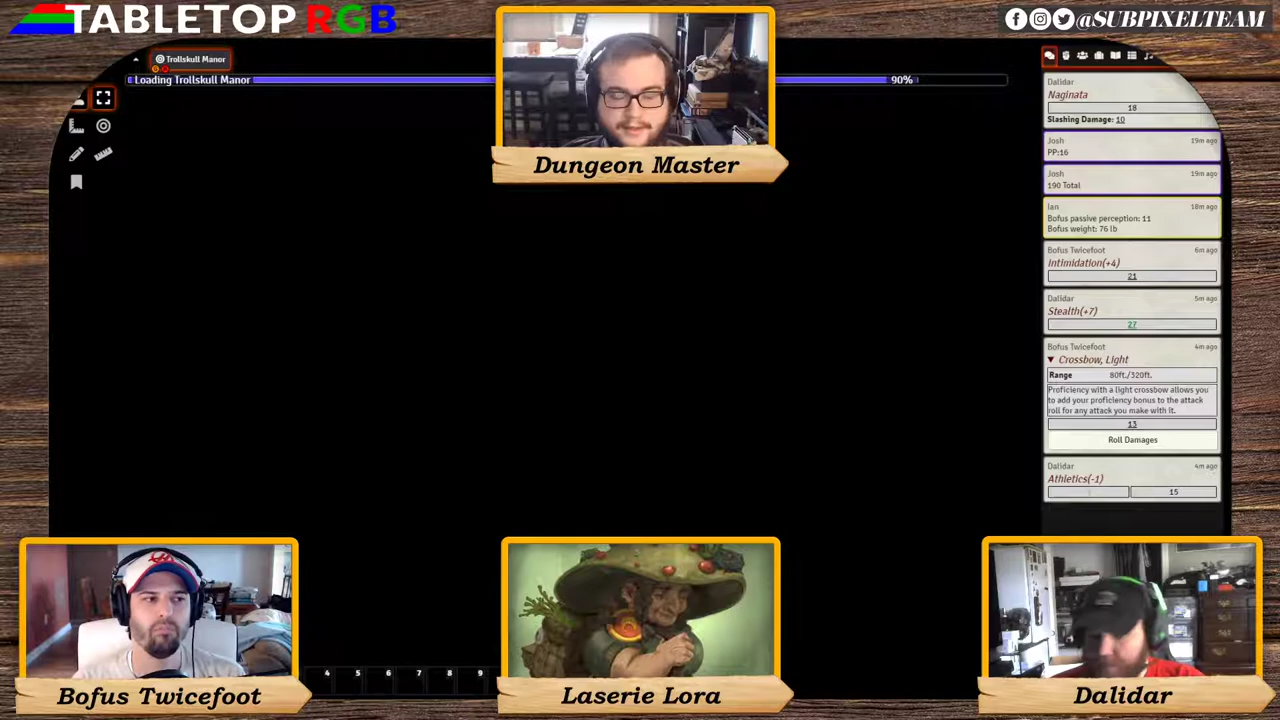 TABLETOP RGB
@SUBPIXELTEAM
Trollskull Manor
Loading Trollskull Manor 90%
Dungeon Master
Dalidar
Naginata
18
Slashing Damage: 10
Josh 19m ago
PP:16
Josh 19m ago
190 Total
Ian 18m ago
Bofus passive perception: 11
Bofus weight: 76 lb
Bofus Twicefoot 6m ago
Intimidation(+4)
21
Dalidar 5m ago
Stealth(+7)
27
Bofus Twicefoot 4m ago
▼ Crossbow, Light
Range 80ft./320ft.
Proficiency with a light crossbow allows you
to add your proficiency bonus to the attack
roll for any attack you make with it.
13
Roll Damages
Dalidar 4m ago
Athletics(-1)
15
4 5 6 7 8 9
Bofus Twicefoot
Laserie Lora
Dalidar